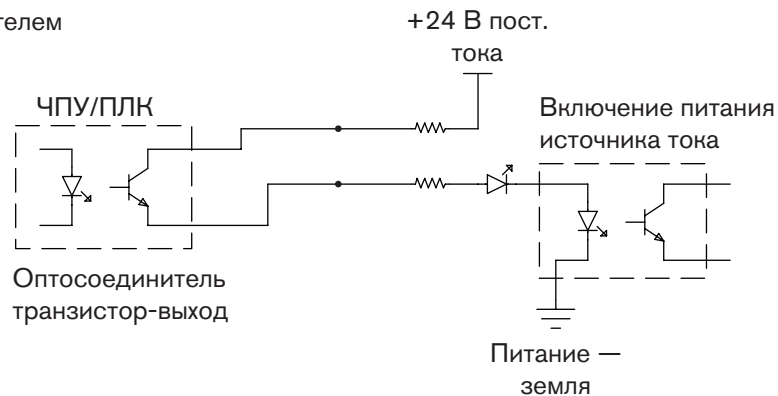 телем
+24 В пост.
тока
ЧПУ/ПЛК
Включение питания
источника тока
Оптосоединитель
транзистор-выход
Питание —
земля